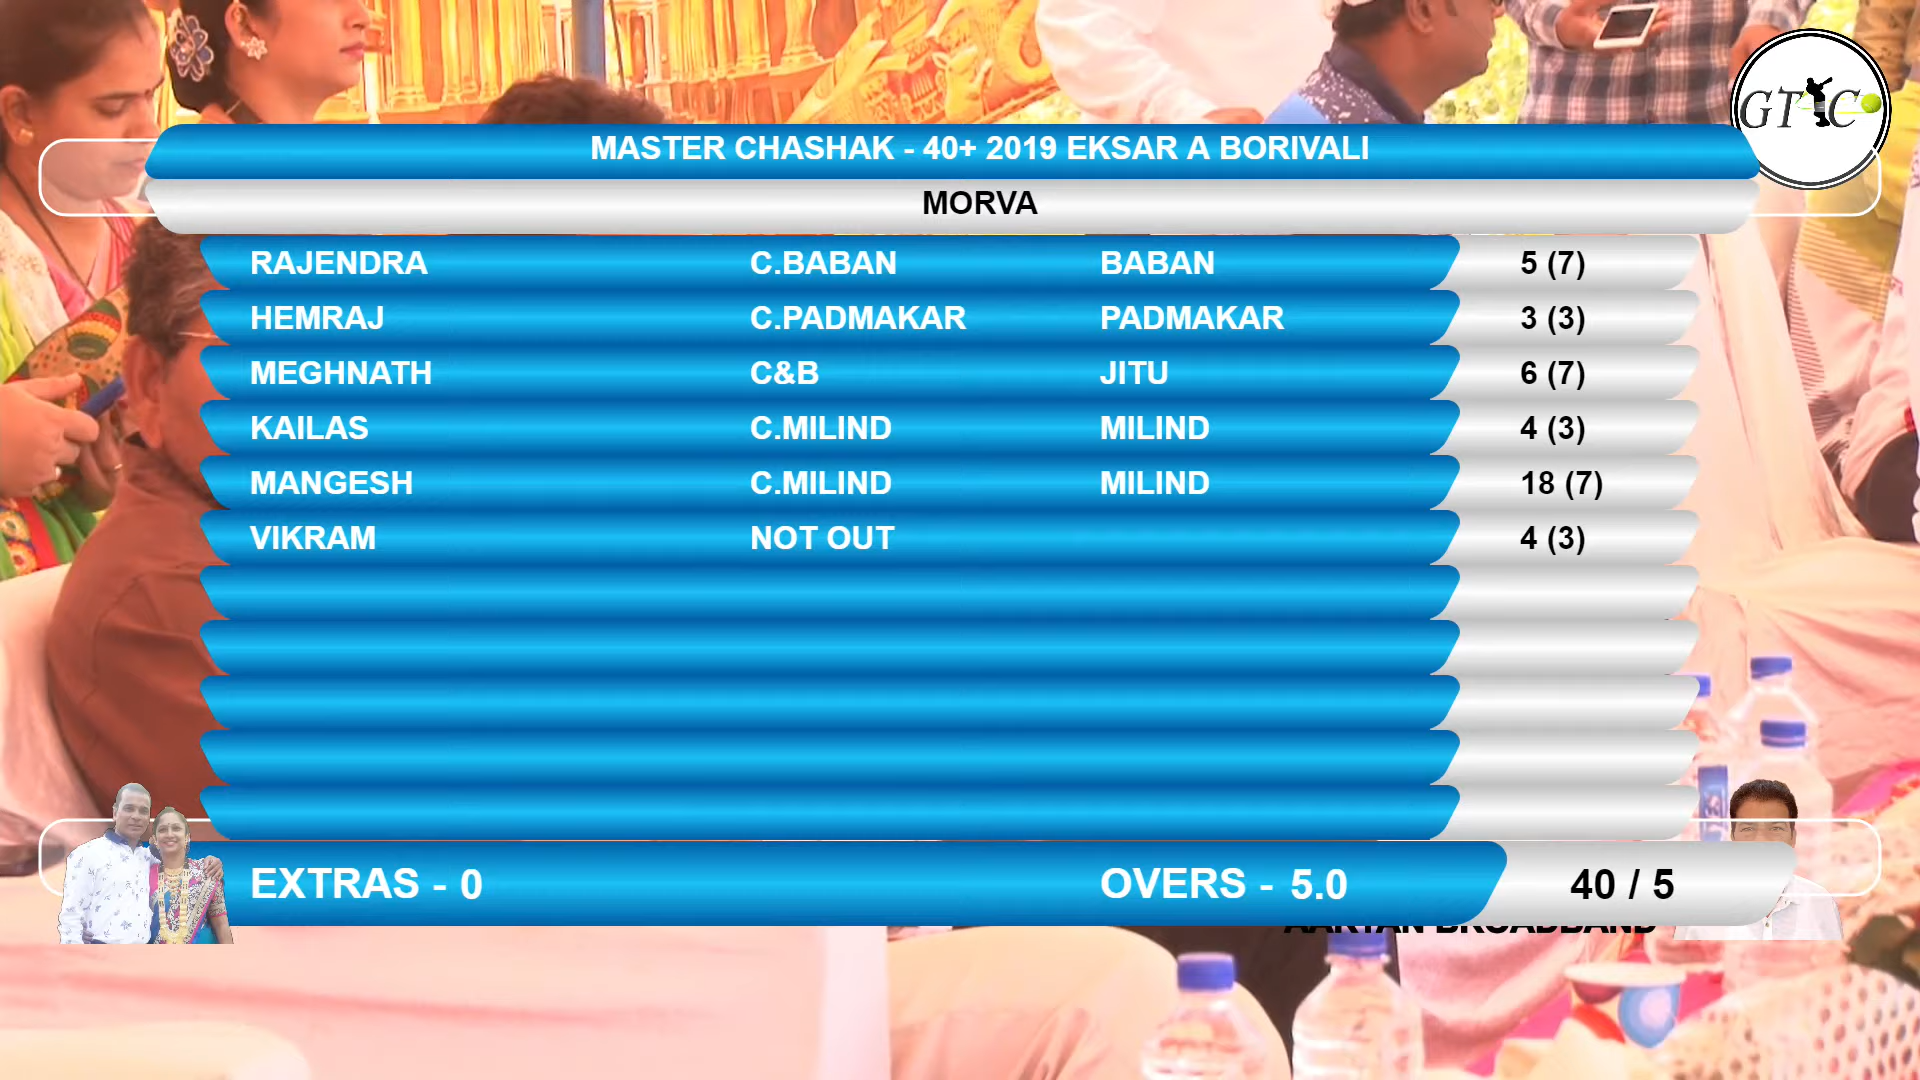 GTC
MASTER CHASHAK - 40+ 2019 EKSAR A BORIVALI
MORVA
RAJENDRA C.BABAN BABAN 5 (7)
HEMRAJ C.PADMAKAR PADMAKAR 3 (3)
MEGHNATH C&B JITU 6 (7)
KAILAS C.MILIND MILIND 4 (3)
MANGESH C.MILIND MILIND 18 (7)
VIKRAM NOT OUT 4 (3)
EXTRAS - 0 OVERS - 5.0 40 / 5
BROADBAND